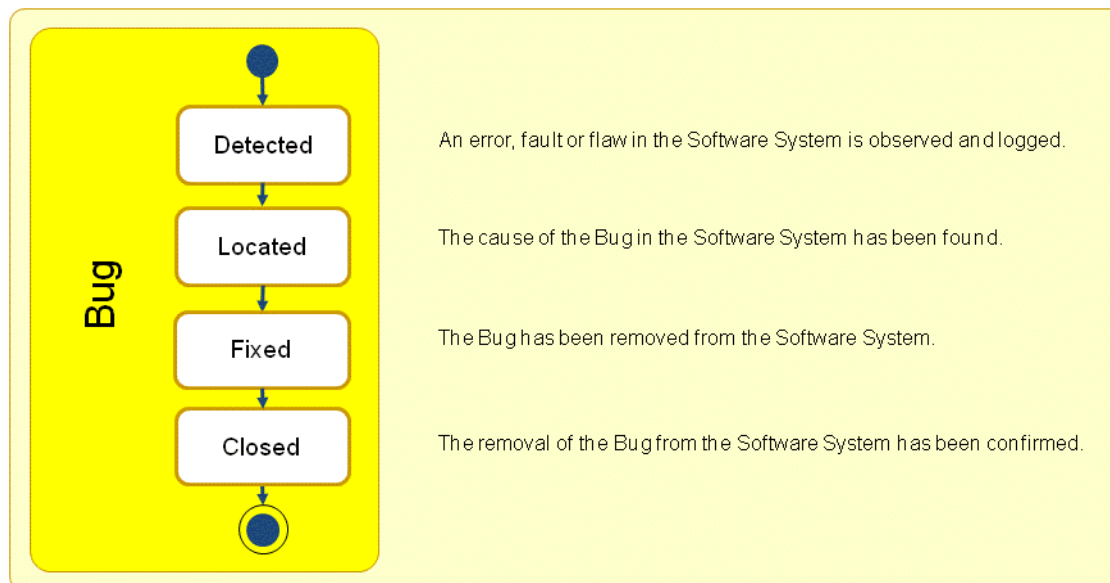 Bug
Detected
An error, fault or flaw in the Software System is observed and logged.
Located
The cause of the Bug in the Software System has been found.
Fixed
The Bug has been removed from the Software System.
Closed
The removal of the Bug from the Software System has been confirmed.